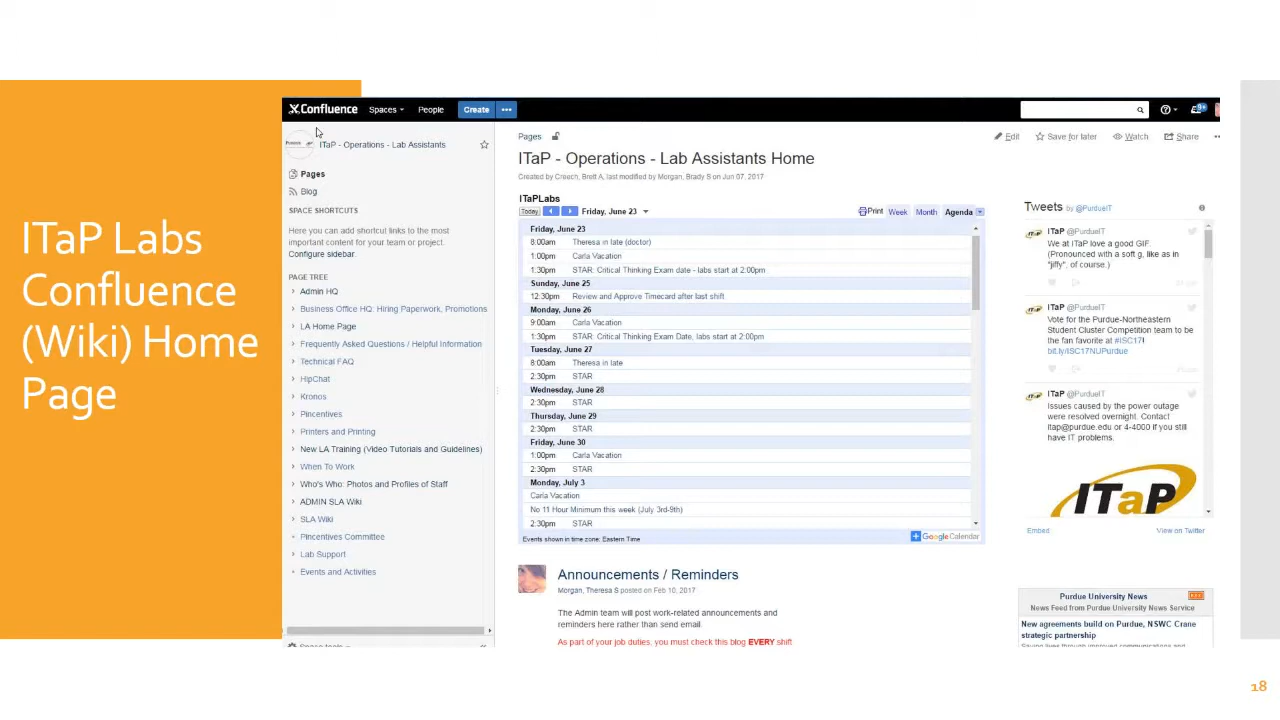 ITaP Labs
Confluence
(Wiki) Home
Page
Confluence Spaces People Create
ITaP - Operations - Lab Assistants
Pages
Blog
SPACE SHORTCUTS
Here you can add shortcut links to the most
important content for your team or project.
Configure sidebar.
PAGE TREE
Admin HQ
Business Office HQ: Hiring Paperwork, Promotions
LA Home Page
Frequently Asked Questions / Helpful Information
Technical FAQ
HipChat
Kronos
Pincentives
Printers and Printing
New LA Training (Video Tutorials and Guidelines)
When To Work
Who's Who: Photos and Profiles of Staff
ADMIN SLA Wiki
SLA Wiki
Pincentives Committee
Lab Support
Events and Activities
Pages
Edit Save for later Watch Share
ITaP - Operations - Lab Assistants Home
Created by Creech, Brett A, last modified by Morgan, Brady S on Jun 07, 2017
ITaPLabs
Today Friday, June 23 Print Week Month Agenda
Friday, June 23
8:00am Theresa in late (doctor)
1:00pm Carla Vacation
1:30pm STAR: Critical Thinking Exam date - labs start at 2:00pm
Sunday, June 25
12:30pm Review and Approve Timecard after last shift
Monday, June 26
9:00am Carla Vacation
1:30pm STAR: Critical Thinking Exam Date, labs start at 2:00pm
Tuesday, June 27
8:00am Theresa in late
2:30pm STAR
Wednesday, June 28
2:30pm STAR
Thursday, June 29
2:30pm STAR
Friday, June 30
1:00pm Carla Vacation
2:30pm STAR
Monday, July 3
Carla Vacation
No 11 Hour Minimum this week (July 3rd-9th)
2:30pm STAR
Events shown in time zone: Eastern Time
Google Calendar
Announcements / Reminders
Morgan, Theresa S posted on Feb 10, 2017
The Admin team will post work-related announcements and
reminders here rather than send email.
As part of your job duties, you must check this blog EVERY shift
Tweets by @PurdueIT
ITaP @PurdueIT
We at ITaP love a good GIF.
(Pronounced with a soft g, like as in
"jiffy", of course.)
ITaP @PurdueIT
Vote for the Purdue-Northeastern
Student Cluster Competition team to be
the fan favorite at #ISC17!
bit.ly/ISC17NUPurdue
ITaP @PurdueIT
Issues caused by the power outage
were resolved overnight. Contact
itap@purdue.edu or 4-4000 if you still
have IT problems.
ITaP
Embed View on Twitter
Purdue University News
News Feed from Purdue University News Service
New agreements build on Purdue, NSWC Crane
strategic partnership
18